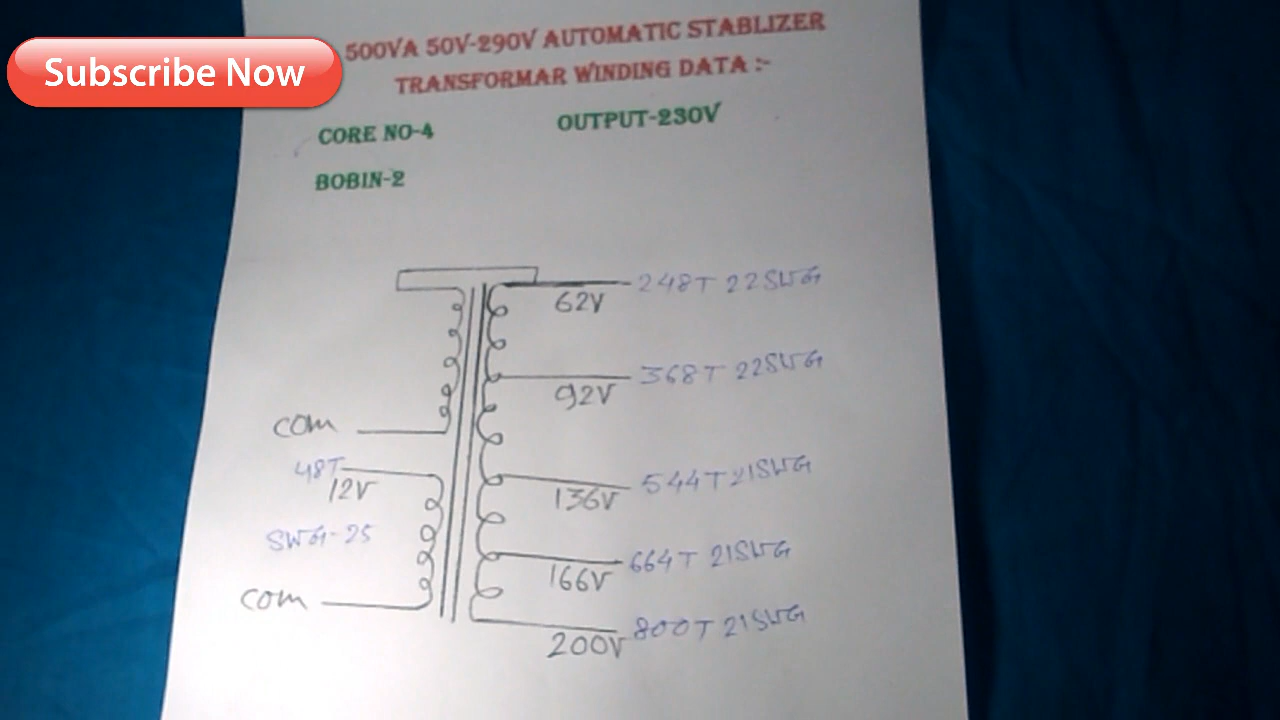 Subscribe Now
500VA 50V-290V AUTOMATIC STABLIZER
TRANSFORMAR WINDING DATA :-
CORE NO-4
OUTPUT-230V
BOBIN-2
62V
248T 22SWG
92V
368T 22SWG
com
48T
12V
136V
544T 21SWG
SWG-25
166V
664T 21SWG
com
200V
800T 21SWG